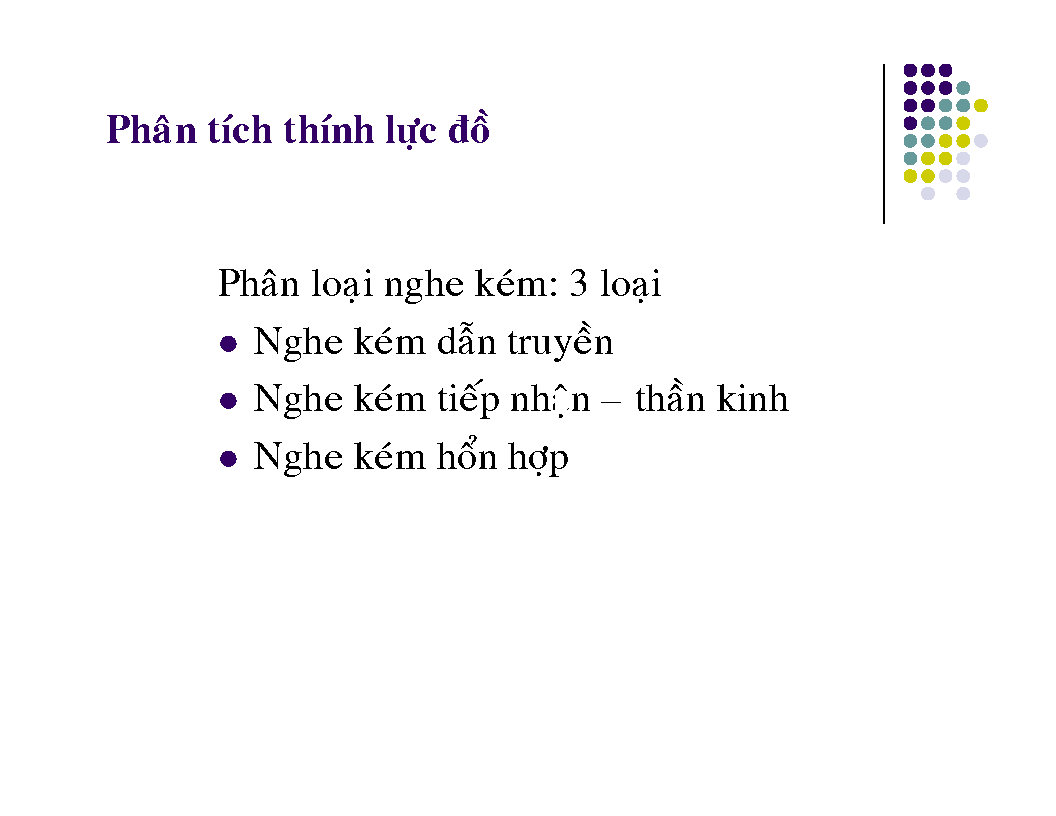 Phân tích thính lực đồ
Phân loại nghe kém: 3 loại
Nghe kém dẫn truyền
Nghe kém tiếp nhận – thần kinh
Nghe kém hổn hợp